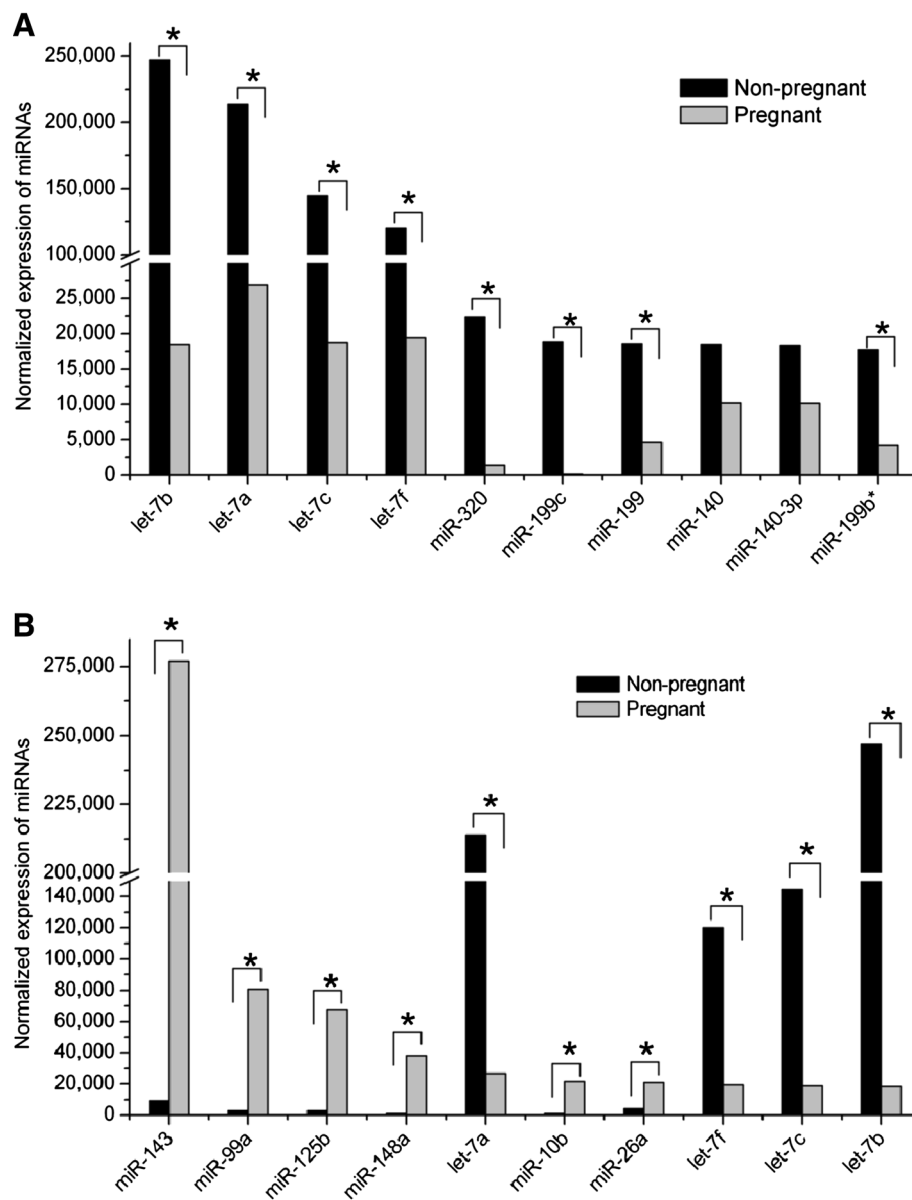 A
Normalized expression of miRNAs
250,000
200,000
150,000
100,000
25,000
20,000
15,000
10,000
5,000
0
*
*
*
*
*
*
*
*
Non-pregnant
Pregnant
let-7b
let-7a
let-7c
let-7f
miR-320
miR-199c
miR-199
miR-140
miR-140-3p
miR-199b*
B
Normalized expression of miRNAs
275,000
250,000
225,000
200,000
140,000
120,000
100,000
80,000
60,000
40,000
20,000
0
*
*
*
*
*
*
*
*
*
*
Non-pregnant
Pregnant
miR-143
miR-99a
miR-125b
miR-148a
let-7a
miR-10b
miR-26a
let-7f
let-7c
let-7b